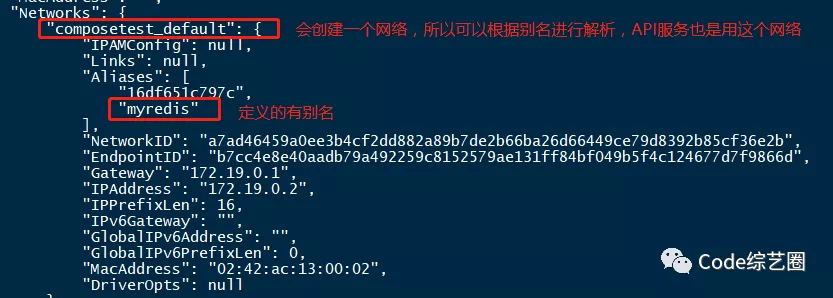 "Networks": {
"composetest_default": { 会创建一个网络，所以可以根据别名进行解析，API服务也是用这个网络
"IPAMConfig": null,
"Links": null,
"Aliases": [
"16df651c797c",
"myredis" 定义的有别名
],
"NetworkID": "a7ad46459a0ee3b4cf2dd882a89b7de2b66ba26d66449ce79d8392b85cf36e2b",
"EndpointID": "b7cc4e8e40aadb79a492259c8152579ae131ff84bf049b5f4c124677d7f9866d",
"Gateway": "172.19.0.1",
"IPAddress": "172.19.0.2",
"IPPrefixLen": 16,
"IPv6Gateway": "",
"GlobalIPv6Address": "",
"GlobalIPv6PrefixLen": 0,
"MacAddress": "02:42:ac:13:00:02",
"DriverOpts": null
Code综艺圈